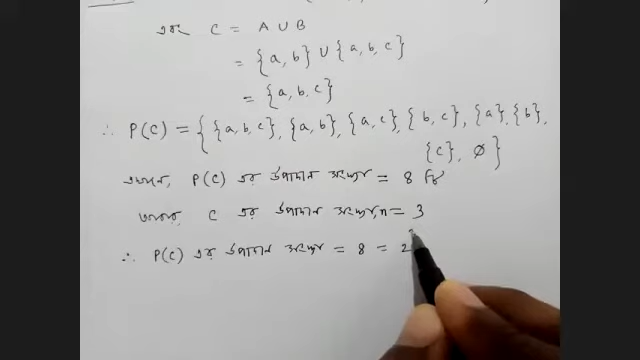 এবং C = A ∪ B
= {a, b} ∪ {a, b, c}
= {a, b, c}
∴ P(C) = {{a, b, c}, {a, b}, {a, c}, {b, c}, {a}, {b},
{c}, ∅}
এখানে, P(C) এর উপাদান সংখ্যা = 8 টি
আবার, C এর উপাদান সংখ্যা, n = 3
∴ P(C) এর উপাদান সংখ্যা = 8 = 2